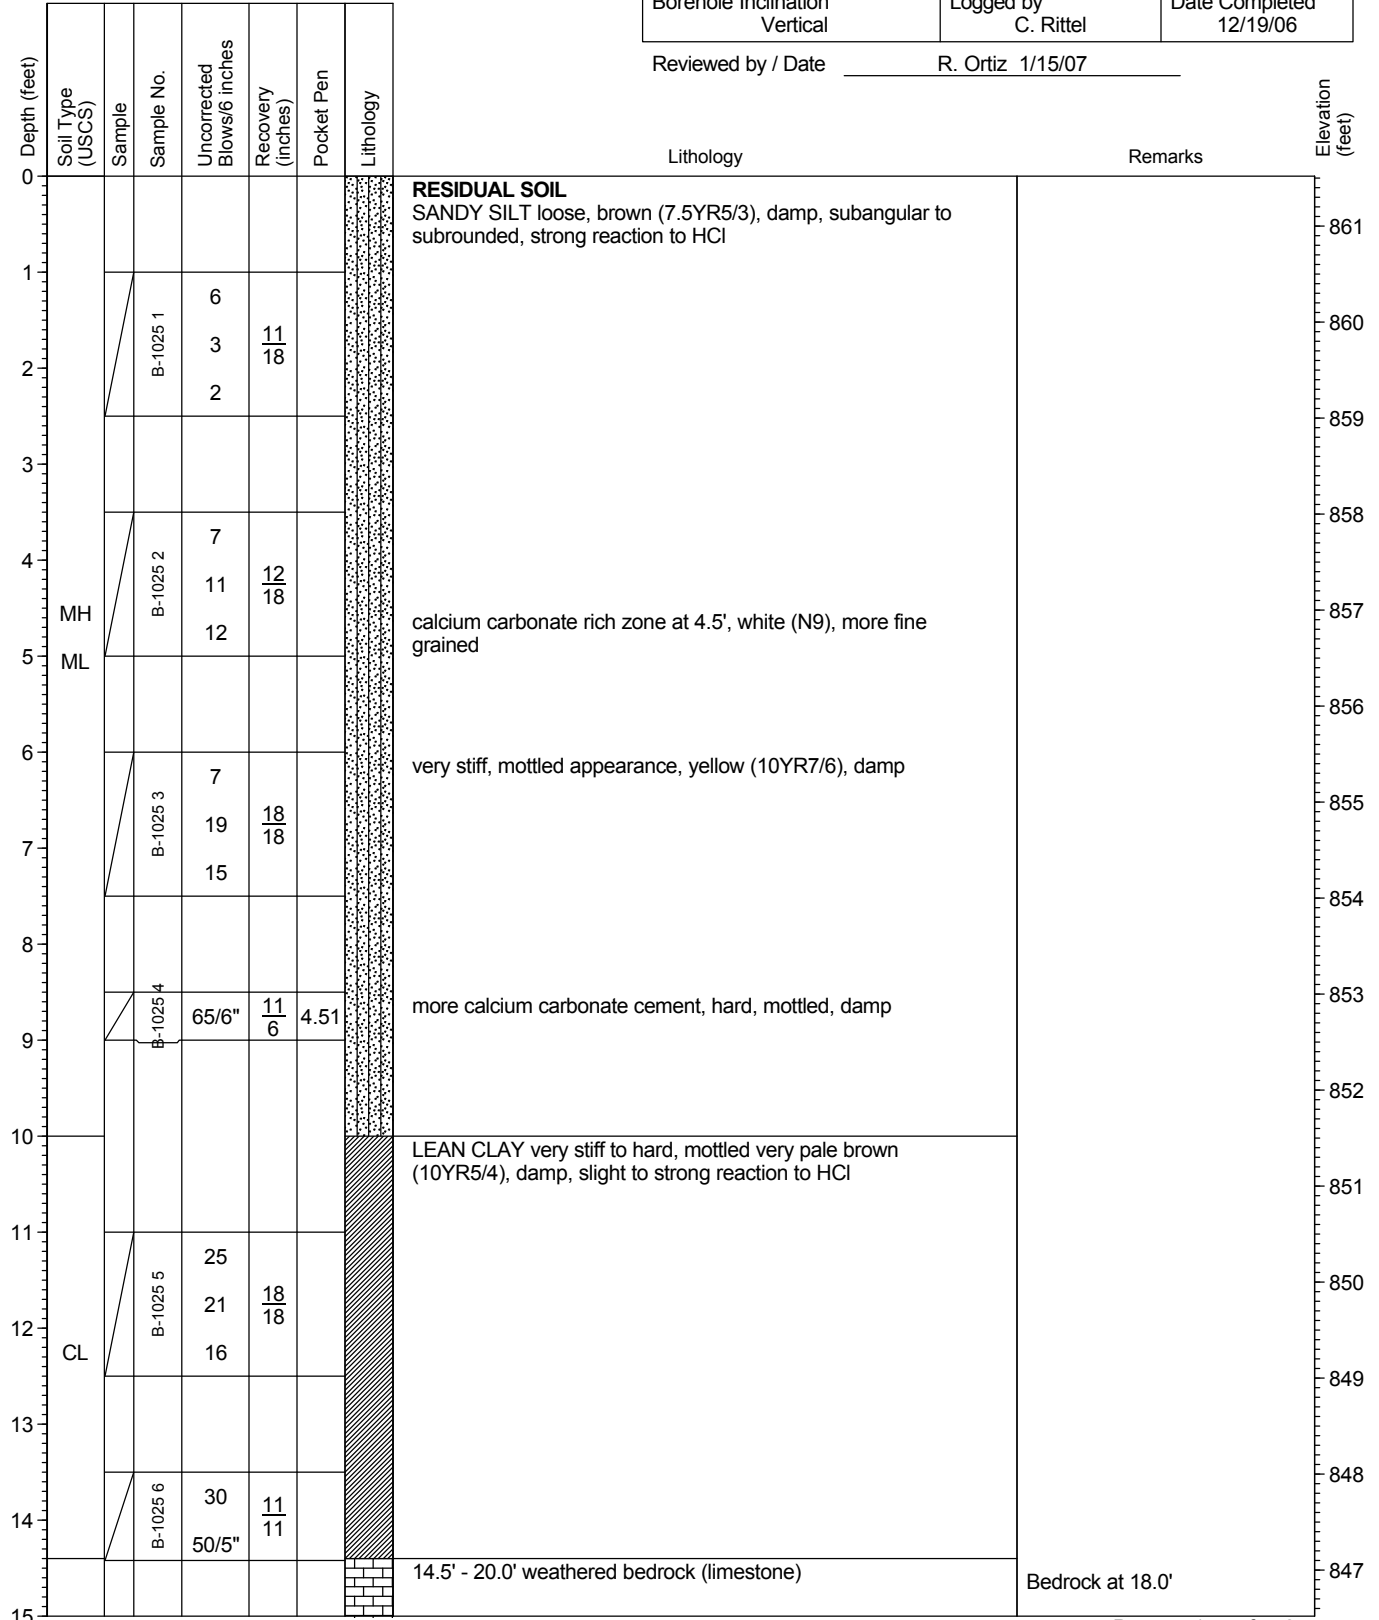 Borehole Inclination
Vertical
Logged by
C. Rittel
Date Completed
12/19/06
Reviewed by / Date R. Ortiz 1/15/07
Depth (feet)
Soil Type (USCS)
Sample
Sample No.
Uncorrected Blows/6 inches
Recovery (inches)
Pocket Pen
Lithology
Lithology
Remarks
Elevation (feet)
0
RESIDUAL SOIL
SANDY SILT loose, brown (7.5YR5/3), damp, subangular to
subrounded, strong reaction to HCl
861
1
B-1025 1
6
3
2
11
18
860
2
859
3
858
B-1025 2
7
11
12
12
18
4
857
MH
ML
calcium carbonate rich zone at 4.5', white (N9), more fine
grained
5
856
6
B-1025 3
7
19
15
18
18
very stiff, mottled appearance, yellow (10YR7/6), damp
855
7
854
8
853
B-1025 4
65/6"
11
6
4.51
more calcium carbonate cement, hard, mottled, damp
9
852
10
LEAN CLAY very stiff to hard, mottled very pale brown
(10YR5/4), damp, slight to strong reaction to HCl
851
11
B-1025 5
25
21
16
18
18
850
12
CL
849
13
848
B-1025 6
30
50/5"
11
11
14
14.5' - 20.0' weathered bedrock (limestone)
Bedrock at 18.0'
847
15